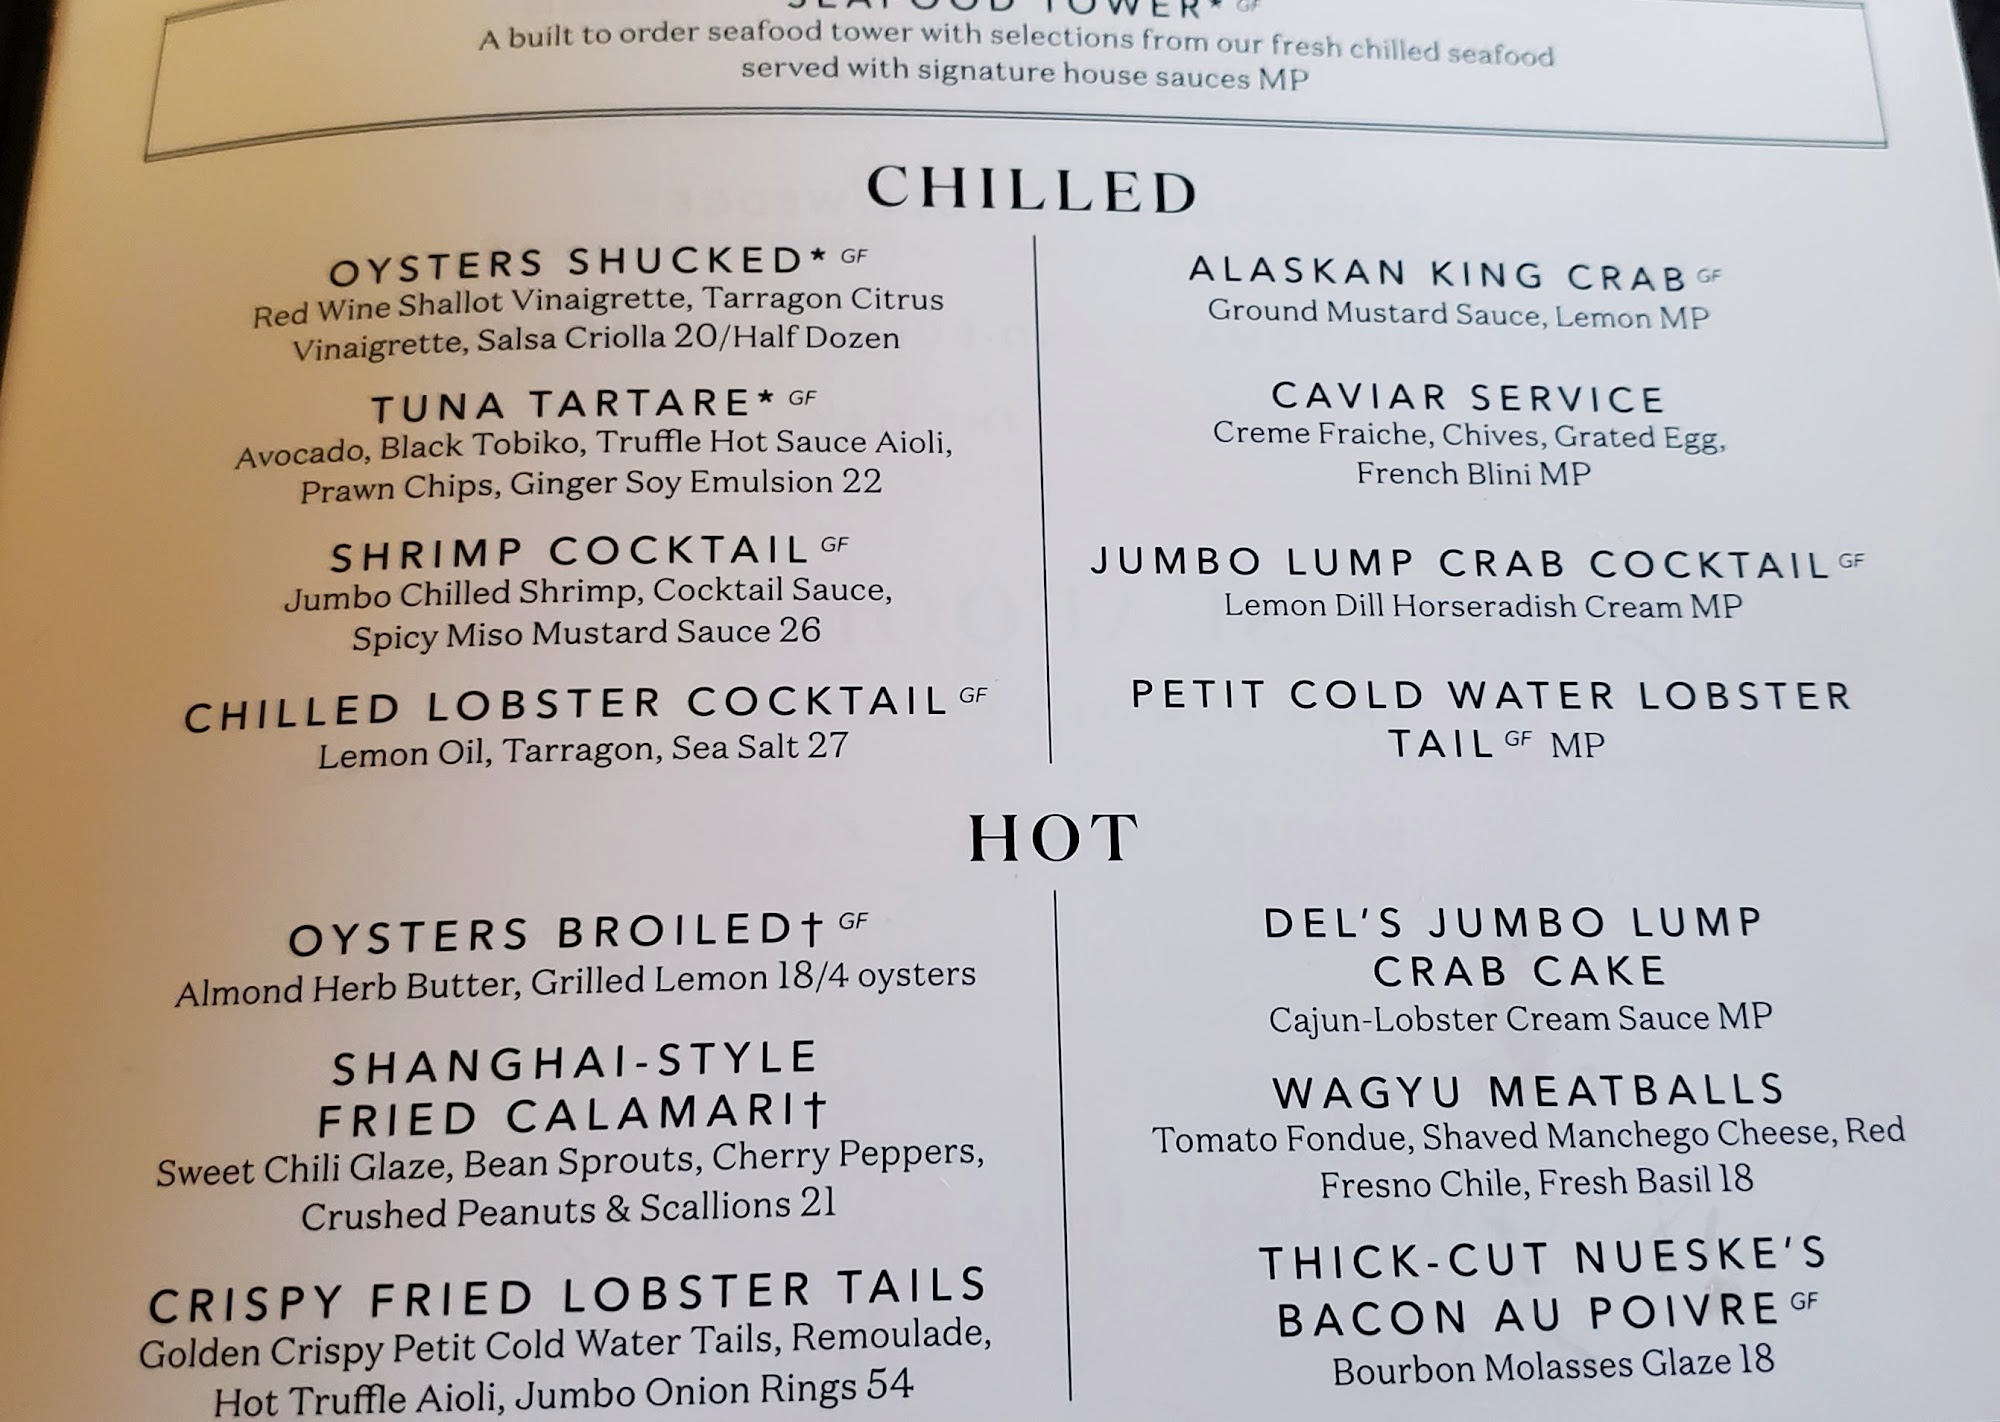 SEAFOOD TOWER* GF
A built to order seafood tower with selections from our fresh chilled seafood
served with signature house sauces MP
CHILLED
OYSTERS SHUCKED* GF
Red Wine Shallot Vinaigrette, Tarragon Citrus
Vinaigrette, Salsa Criolla 20/Half Dozen
TUNA TARTARE* GF
Avocado, Black Tobiko, Truffle Hot Sauce Aioli,
Prawn Chips, Ginger Soy Emulsion 22
SHRIMP COCKTAIL GF
Jumbo Chilled Shrimp, Cocktail Sauce,
Spicy Miso Mustard Sauce 26
CHILLED LOBSTER COCKTAIL GF
Lemon Oil, Tarragon, Sea Salt 27
ALASKAN KING CRAB GF
Ground Mustard Sauce, Lemon MP
CAVIAR SERVICE
Creme Fraiche, Chives, Grated Egg,
French Blini MP
JUMBO LUMP CRAB COCKTAIL GF
Lemon Dill Horseradish Cream MP
PETIT COLD WATER LOBSTER
TAIL GF MP
HOT
OYSTERS BROILED† GF
Almond Herb Butter, Grilled Lemon 18/4 oysters
SHANGHAI-STYLE
FRIED CALAMARI†
Sweet Chili Glaze, Bean Sprouts, Cherry Peppers,
Crushed Peanuts & Scallions 21
CRISPY FRIED LOBSTER TAILS
Golden Crispy Petit Cold Water Tails, Remoulade,
Hot Truffle Aioli, Jumbo Onion Rings 54
DEL'S JUMBO LUMP
CRAB CAKE
Cajun-Lobster Cream Sauce MP
WAGYU MEATBALLS
Tomato Fondue, Shaved Manchego Cheese, Red
Fresno Chile, Fresh Basil 18
THICK-CUT NUESKE'S
BACON AU POIVRE GF
Bourbon Molasses Glaze 18